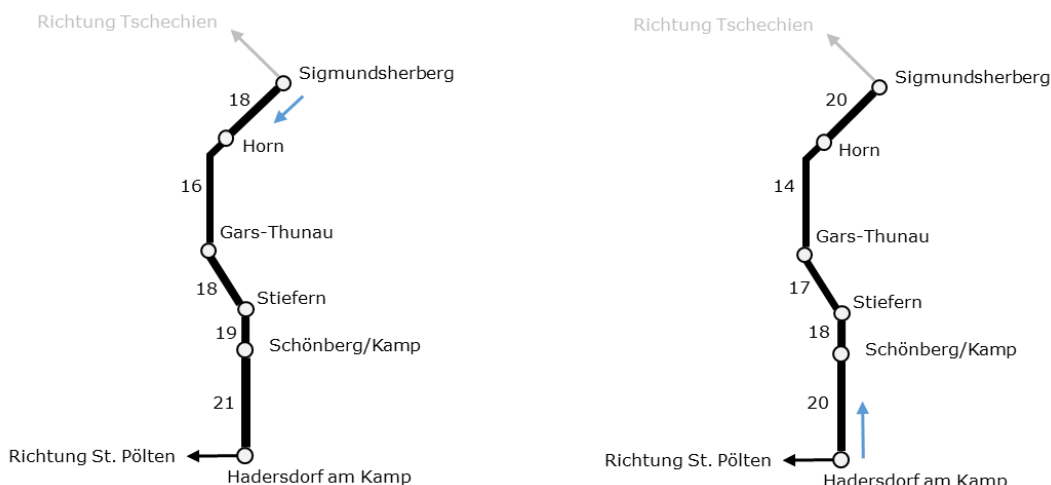 Richtung Tschechien
Sigmundsherberg
18
Horn
16
Gars-Thunau
18
Stiefern
19
Schönberg/Kamp
21
Richtung St. Pölten
Hadersdorf am Kamp
Richtung Tschechien
Sigmundsherberg
20
Horn
14
Gars-Thunau
17
Stiefern
18
Schönberg/Kamp
20
Richtung St. Pölten
Hadersdorf am Kamp